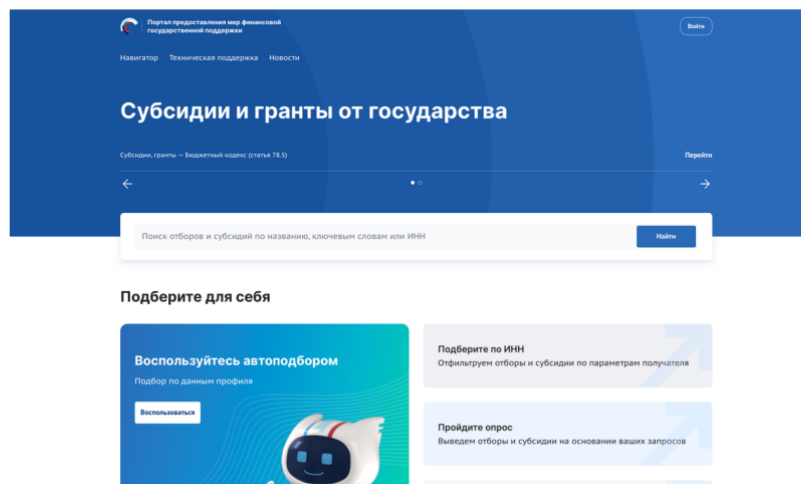 Портал предоставления мер финансовой
государственной поддержки
Войти
Навигатор Техническая поддержка Новости
Субсидии и гранты от государства
Субсидии, гранты — Бюджетный кодекс (статья 78.5)
Перейти
Поиск отборов и субсидий по названию, ключевым словам или ИНН
Найти
Подберите для себя
Воспользуйтесь автоподбором
Подбор по данным профиля
Воспользоваться
Подберите по ИНН
Отфильтруем отборы и субсидии по параметрам получателя
Пройдите опрос
Выведем отборы и субсидии на основании ваших запросов